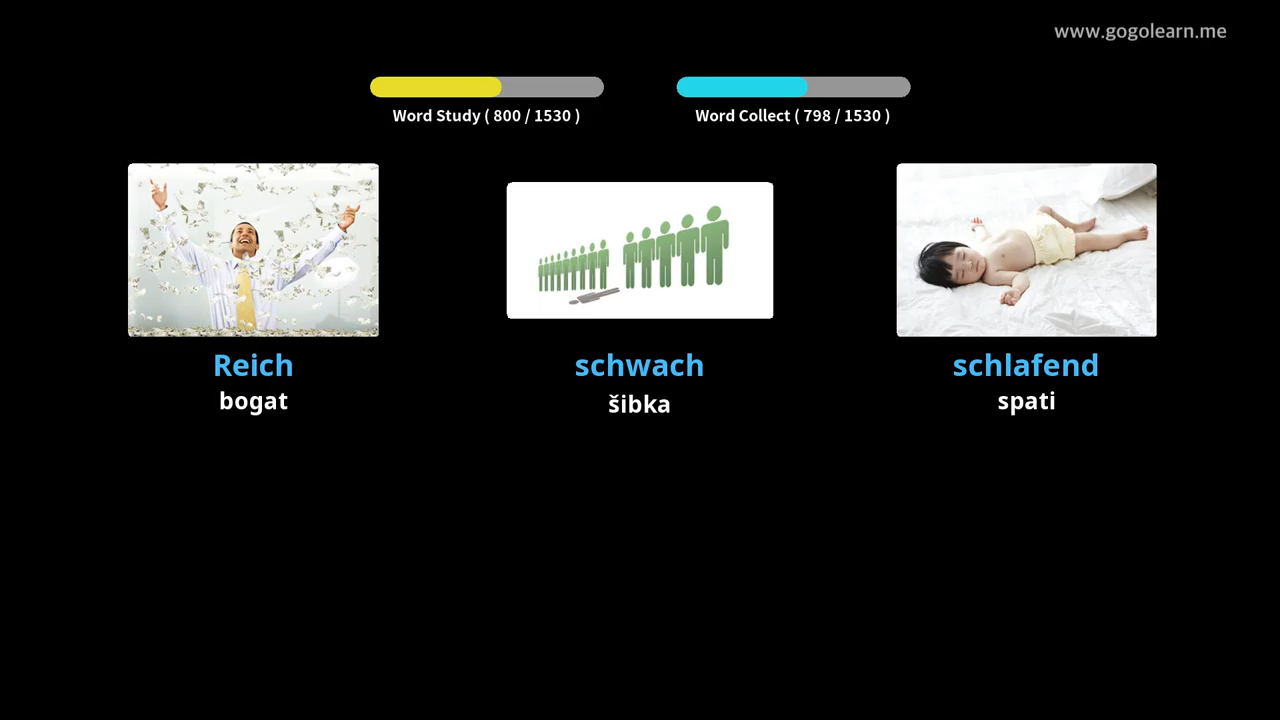 www.gogolearn.me
Word Study ( 800 / 1530 )
Word Collect ( 798 / 1530 )
Reich
bogat
schwach
šibka
schlafend
spati